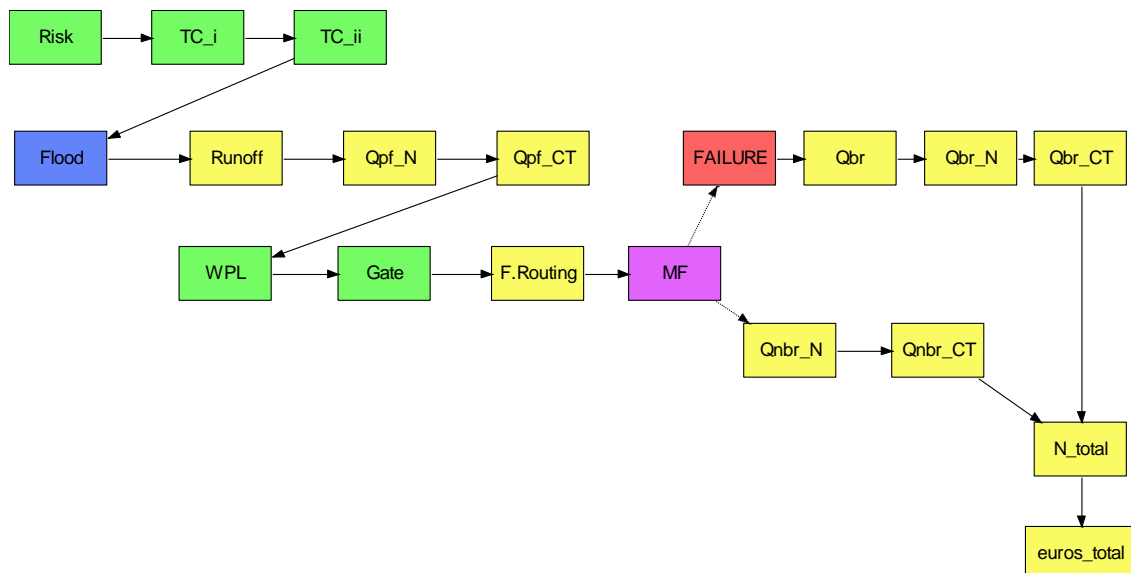 Risk
TC_i
TC_ii
Flood
Runoff
Qpf_N
Qpf_CT
FAILURE
Qbr
Qbr_N
Qbr_CT
WPL
Gate
F.Routing
MF
Qnbr_N
Qnbr_CT
N_total
euros_total